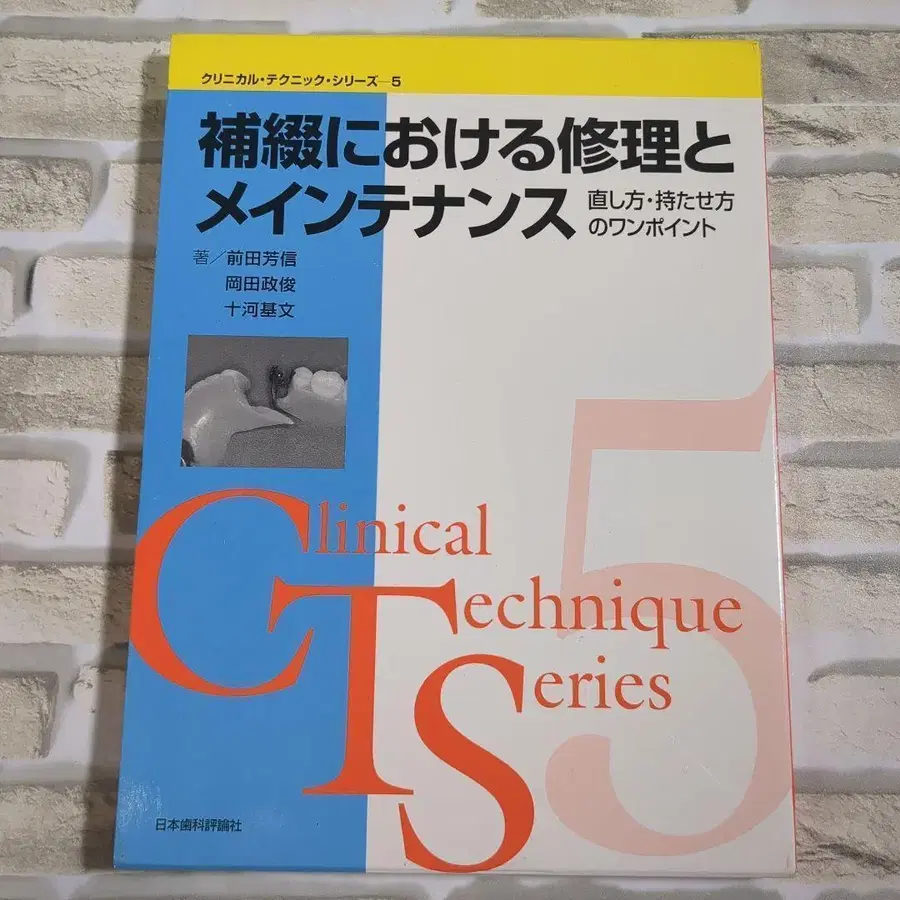 クリニカル・テクニック・シリーズ―5
補綴における修理と
メインテナンス
直し方・持たせ方
のワンポイント
著／前田芳信
岡田政俊
十河基文
5
Clinical
Technique
Series
日本歯科評論社